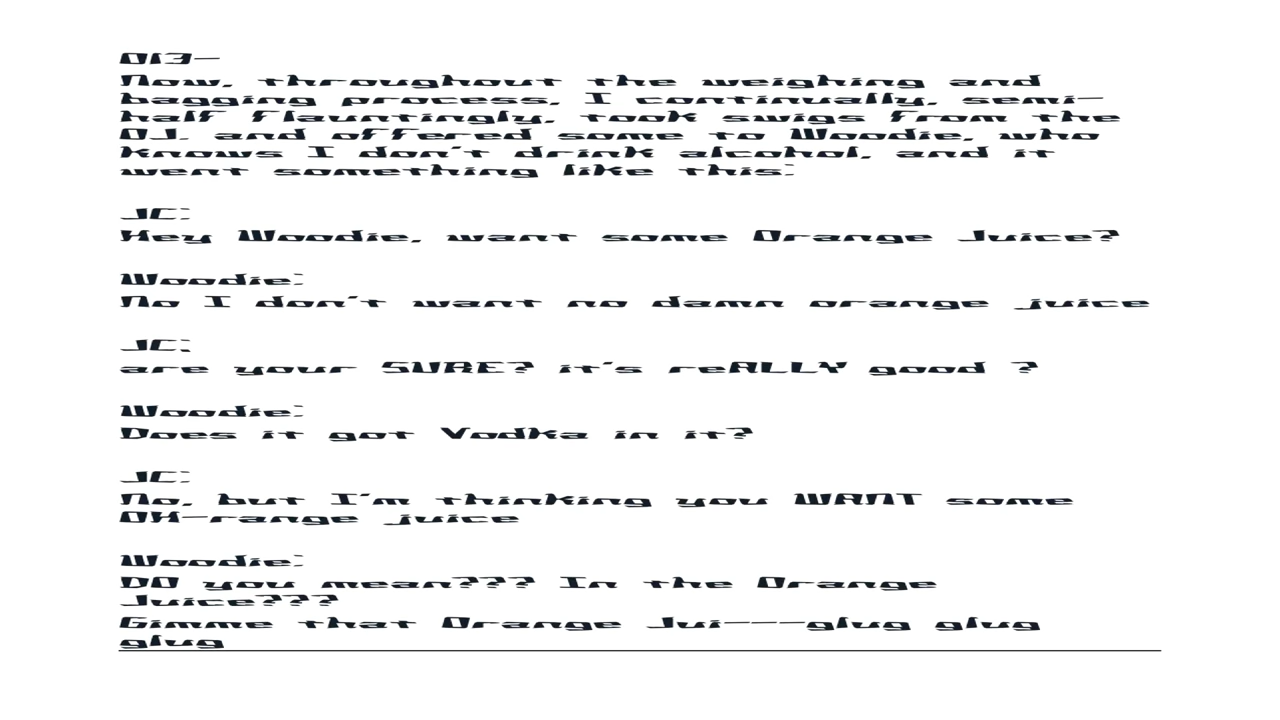 013-
Now, throughout the weighing and
bagging process, I continually, semi-
half flauntingly, took swigs from the
OJ. and offered some to Woodie, who
knows I don't drink alcohol, and it
went something like this:
JC:
Hey Woodie, want some Orange Juice?
Woodie:
No I don't want no damn orange juice
JC;
are your SURE? it's reALLY good ?
Woodie:
Does it got Vodka in it?
JC:
No, but I'm thinking you WANT some
OH-range juice
Woodie:
DO you mean??? In the Orange
Juice???
Gimme that Orange Jui---glug glug
glug